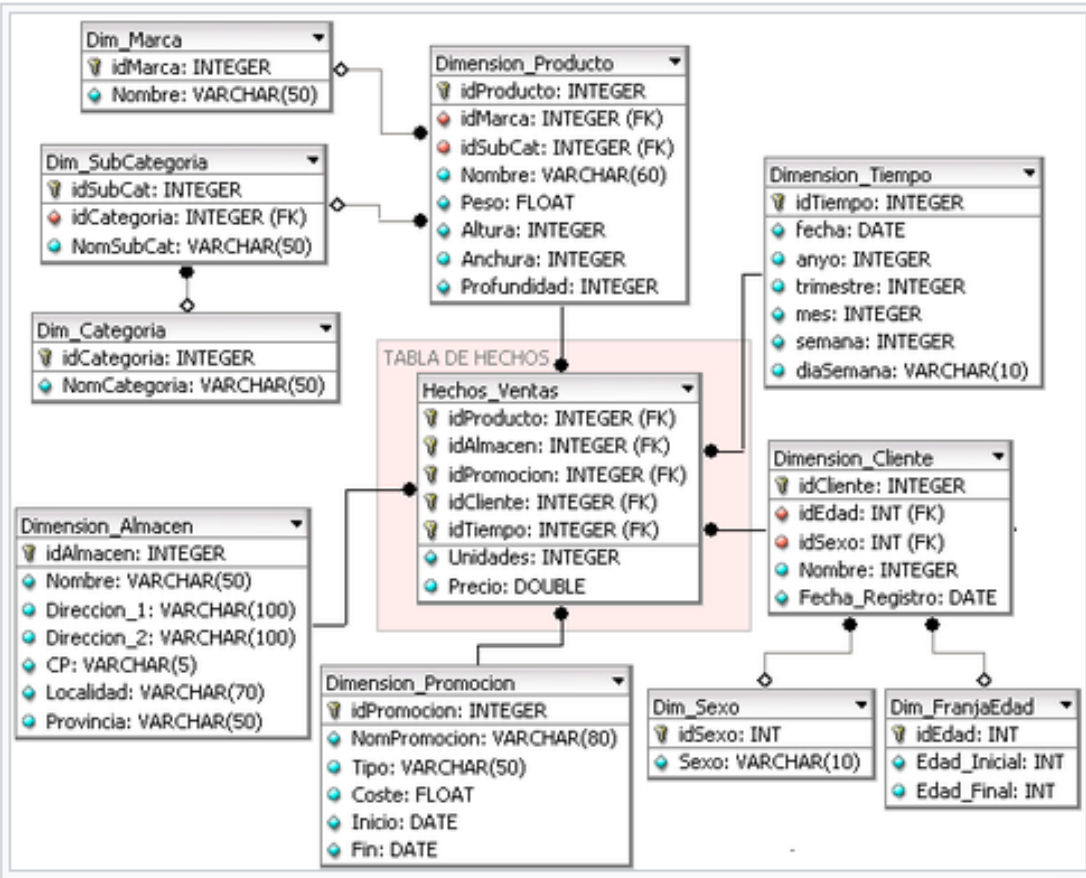 Dim_Marca
idMarca: INTEGER
Nombre: VARCHAR(50)
Dimension_Producto
idProducto: INTEGER
idMarca: INTEGER (FK)
idSubCat: INTEGER (FK)
Nombre: VARCHAR(60)
Peso: FLOAT
Altura: INTEGER
Anchura: INTEGER
Profundidad: INTEGER
Dim_SubCategoria
idSubCat: INTEGER
idCategoria: INTEGER (FK)
NomSubCat: VARCHAR(50)
Dimension_Tiempo
idTiempo: INTEGER
fecha: DATE
anyo: INTEGER
trimestre: INTEGER
mes: INTEGER
semana: INTEGER
diaSemana: VARCHAR(10)
Dim_Categoria
idCategoria: INTEGER
NomCategoria: VARCHAR(50)
TABLA DE HECHOS
Hechos_Ventas
idProducto: INTEGER (FK)
idAlmacen: INTEGER (FK)
idPromocion: INTEGER (FK)
idCliente: INTEGER (FK)
idTiempo: INTEGER (FK)
Unidades: INTEGER
Precio: DOUBLE
Dimension_Cliente
idCliente: INTEGER
idEdad: INT (FK)
idSexo: INT (FK)
Nombre: INTEGER
Fecha_Registro: DATE
Dimension_Almacen
idAlmacen: INTEGER
Nombre: VARCHAR(50)
Direccion_1: VARCHAR(100)
Direccion_2: VARCHAR(100)
CP: VARCHAR(5)
Localidad: VARCHAR(70)
Provincia: VARCHAR(50)
Dimension_Promocion
idPromocion: INTEGER
NomPromocion: VARCHAR(80)
Tipo: VARCHAR(50)
Coste: FLOAT
Inicio: DATE
Fin: DATE
Dim_Sexo
idSexo: INT
Sexo: VARCHAR(10)
Dim_FranjaEdad
idEdad: INT
Edad_Inicial: INT
Edad_Final: INT